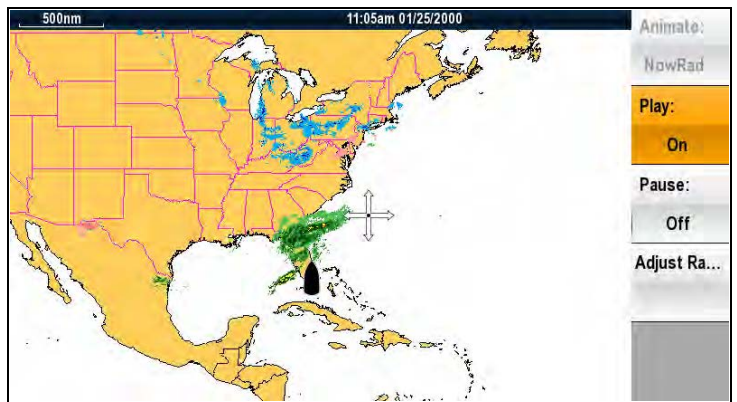 500nm
11:05am 01/25/2000
Animate:
NowRad
Play:
On
Pause:
Off
Adjust Ra...